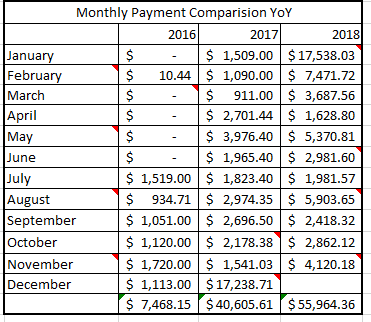 Monthly Payment Comparision YoY
2016 2017 2018
January $ - $ 1,509.00 $ 17,538.03
February $ 10.44 $ 1,090.00 $ 7,471.72
March $ - $ 911.00 $ 3,687.56
April $ - $ 2,701.44 $ 1,628.80
May $ - $ 3,976.40 $ 5,370.81
June $ - $ 1,965.40 $ 2,981.60
July $ 1,519.00 $ 1,823.40 $ 1,981.57
August $ 934.71 $ 2,974.35 $ 5,903.65
September $ 1,051.00 $ 2,696.50 $ 2,418.32
October $ 1,120.00 $ 2,178.38 $ 2,862.12
November $ 1,720.00 $ 1,541.03 $ 4,120.18
December $ 1,113.00 $ 17,238.71
$ 7,468.15 $ 40,605.61 $ 55,964.36